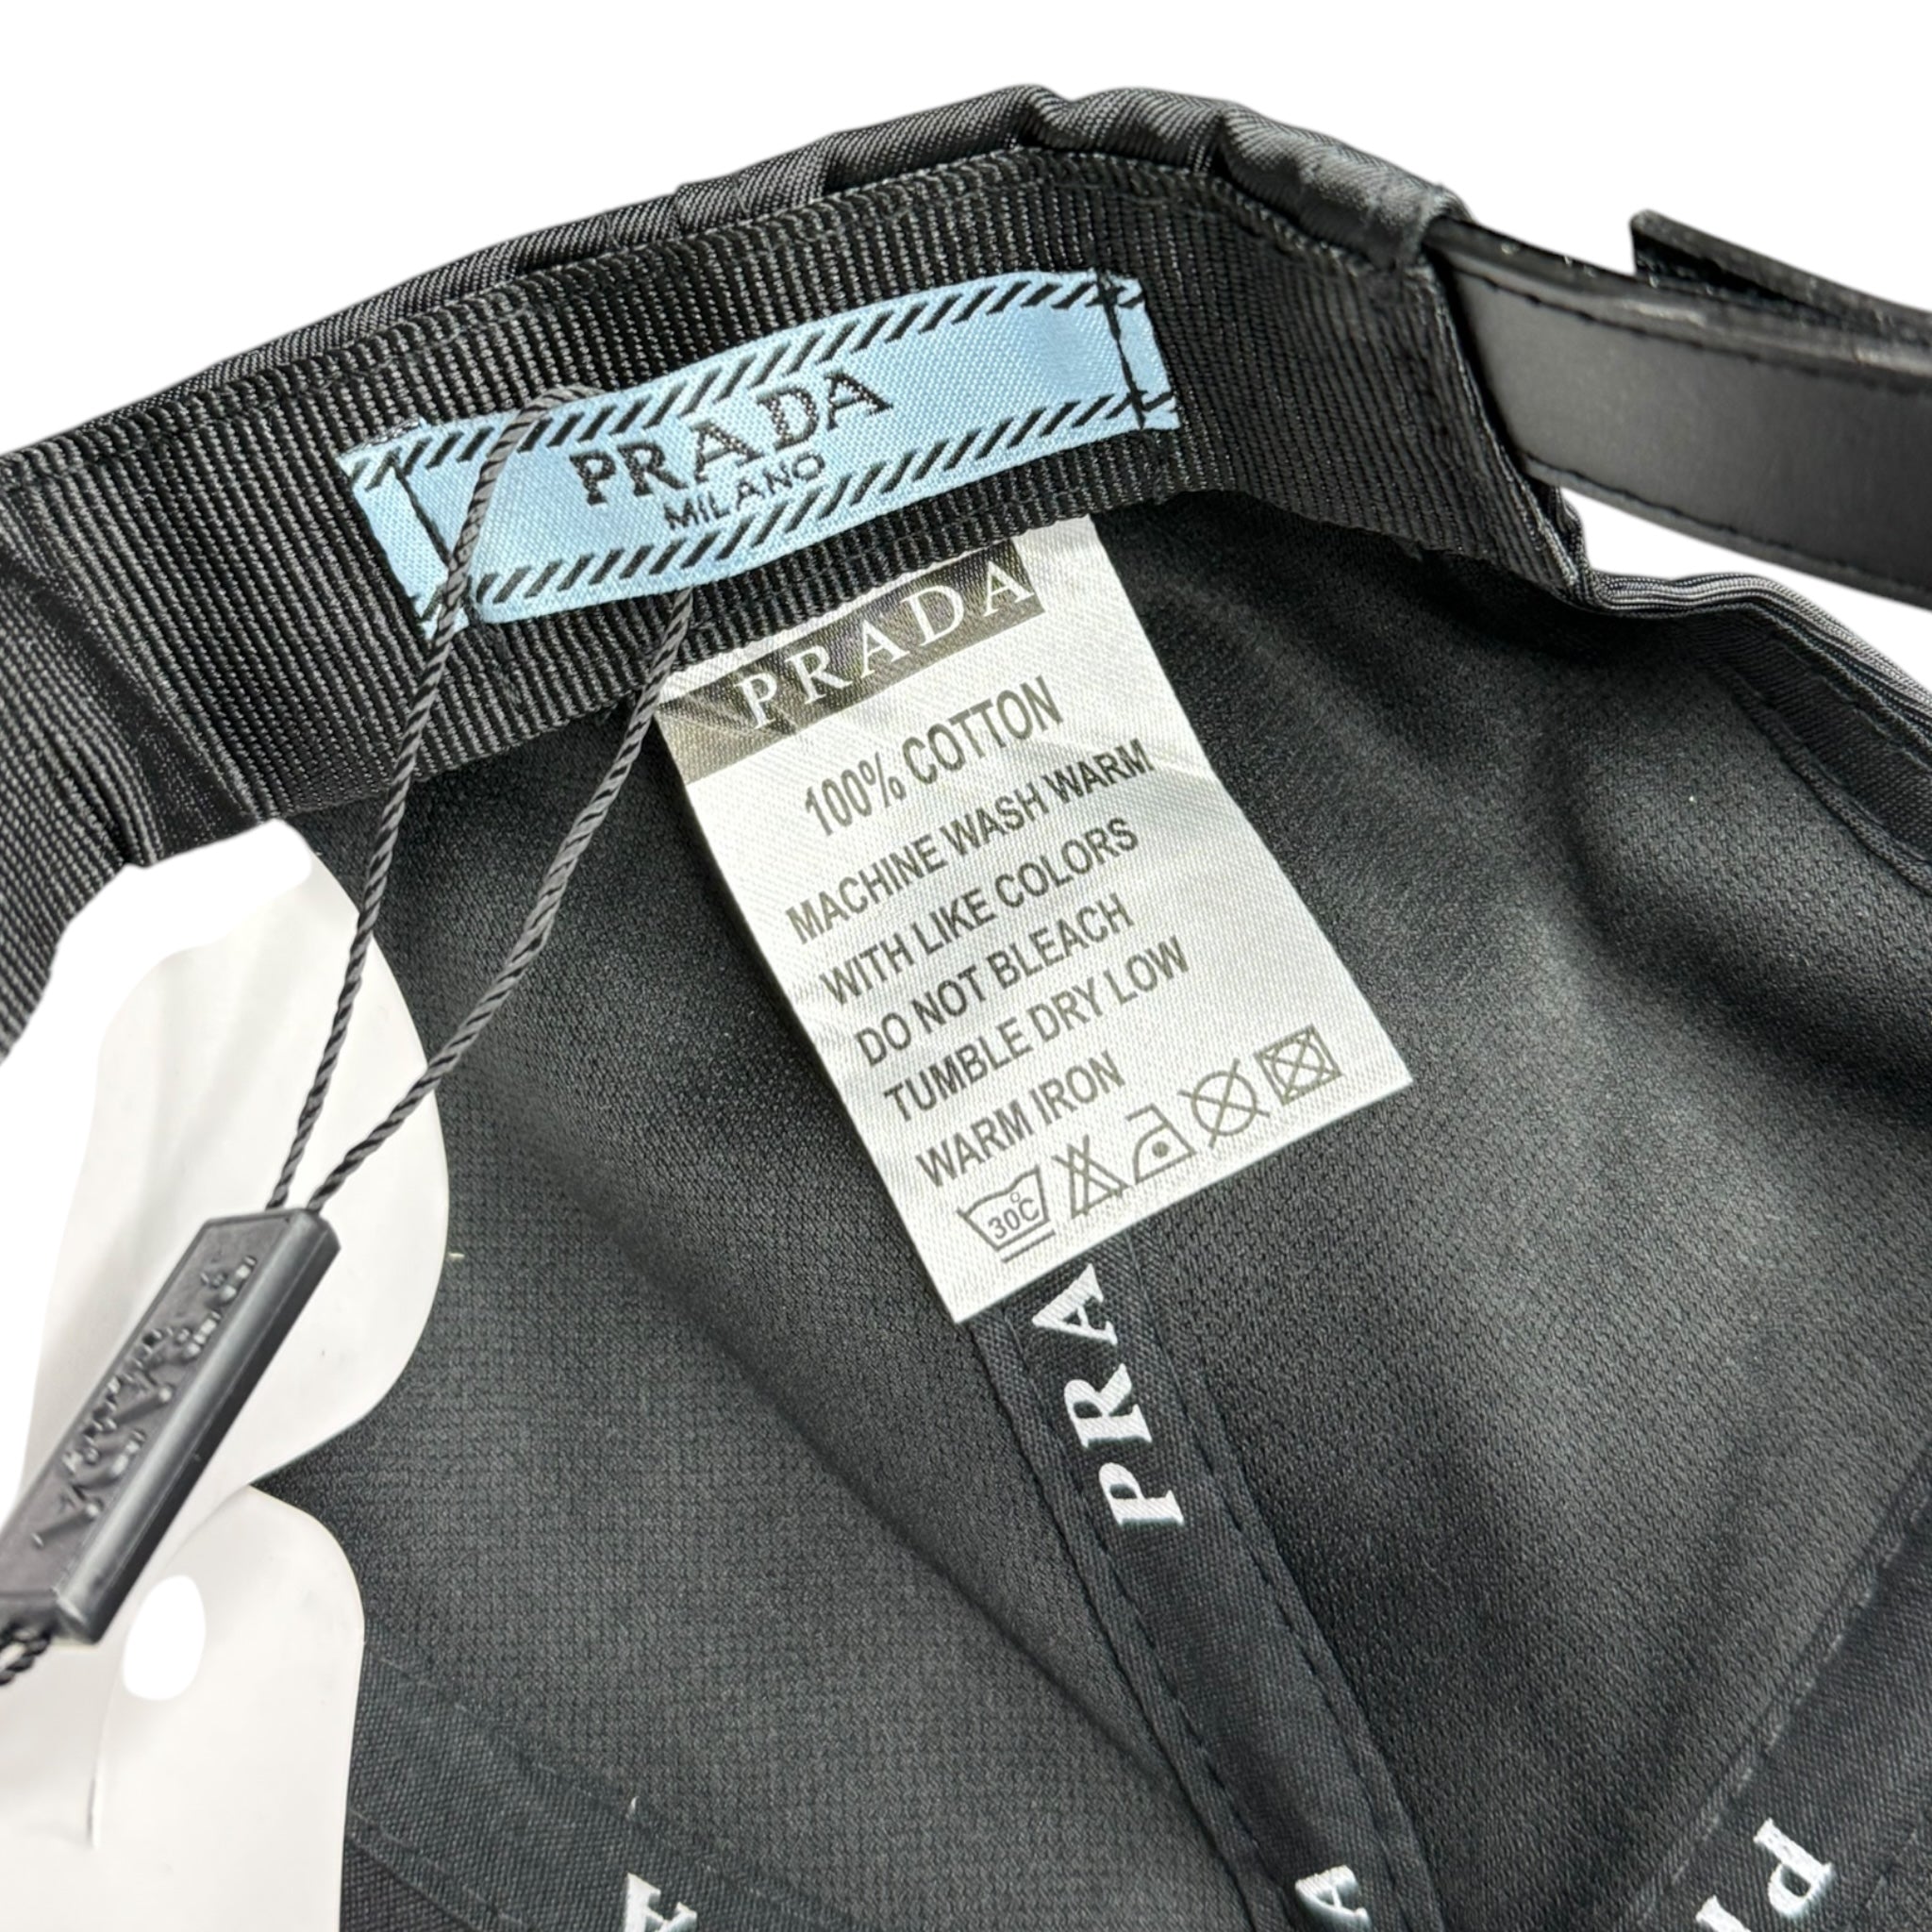 PRADA
MILANO
PRADA
100% COTTON
MACHINE WASH WARM
WITH LIKE COLORS
DO NOT BLEACH
TUMBLE DRY LOW
WARM IRON
30°C
PRA
A
A
PR